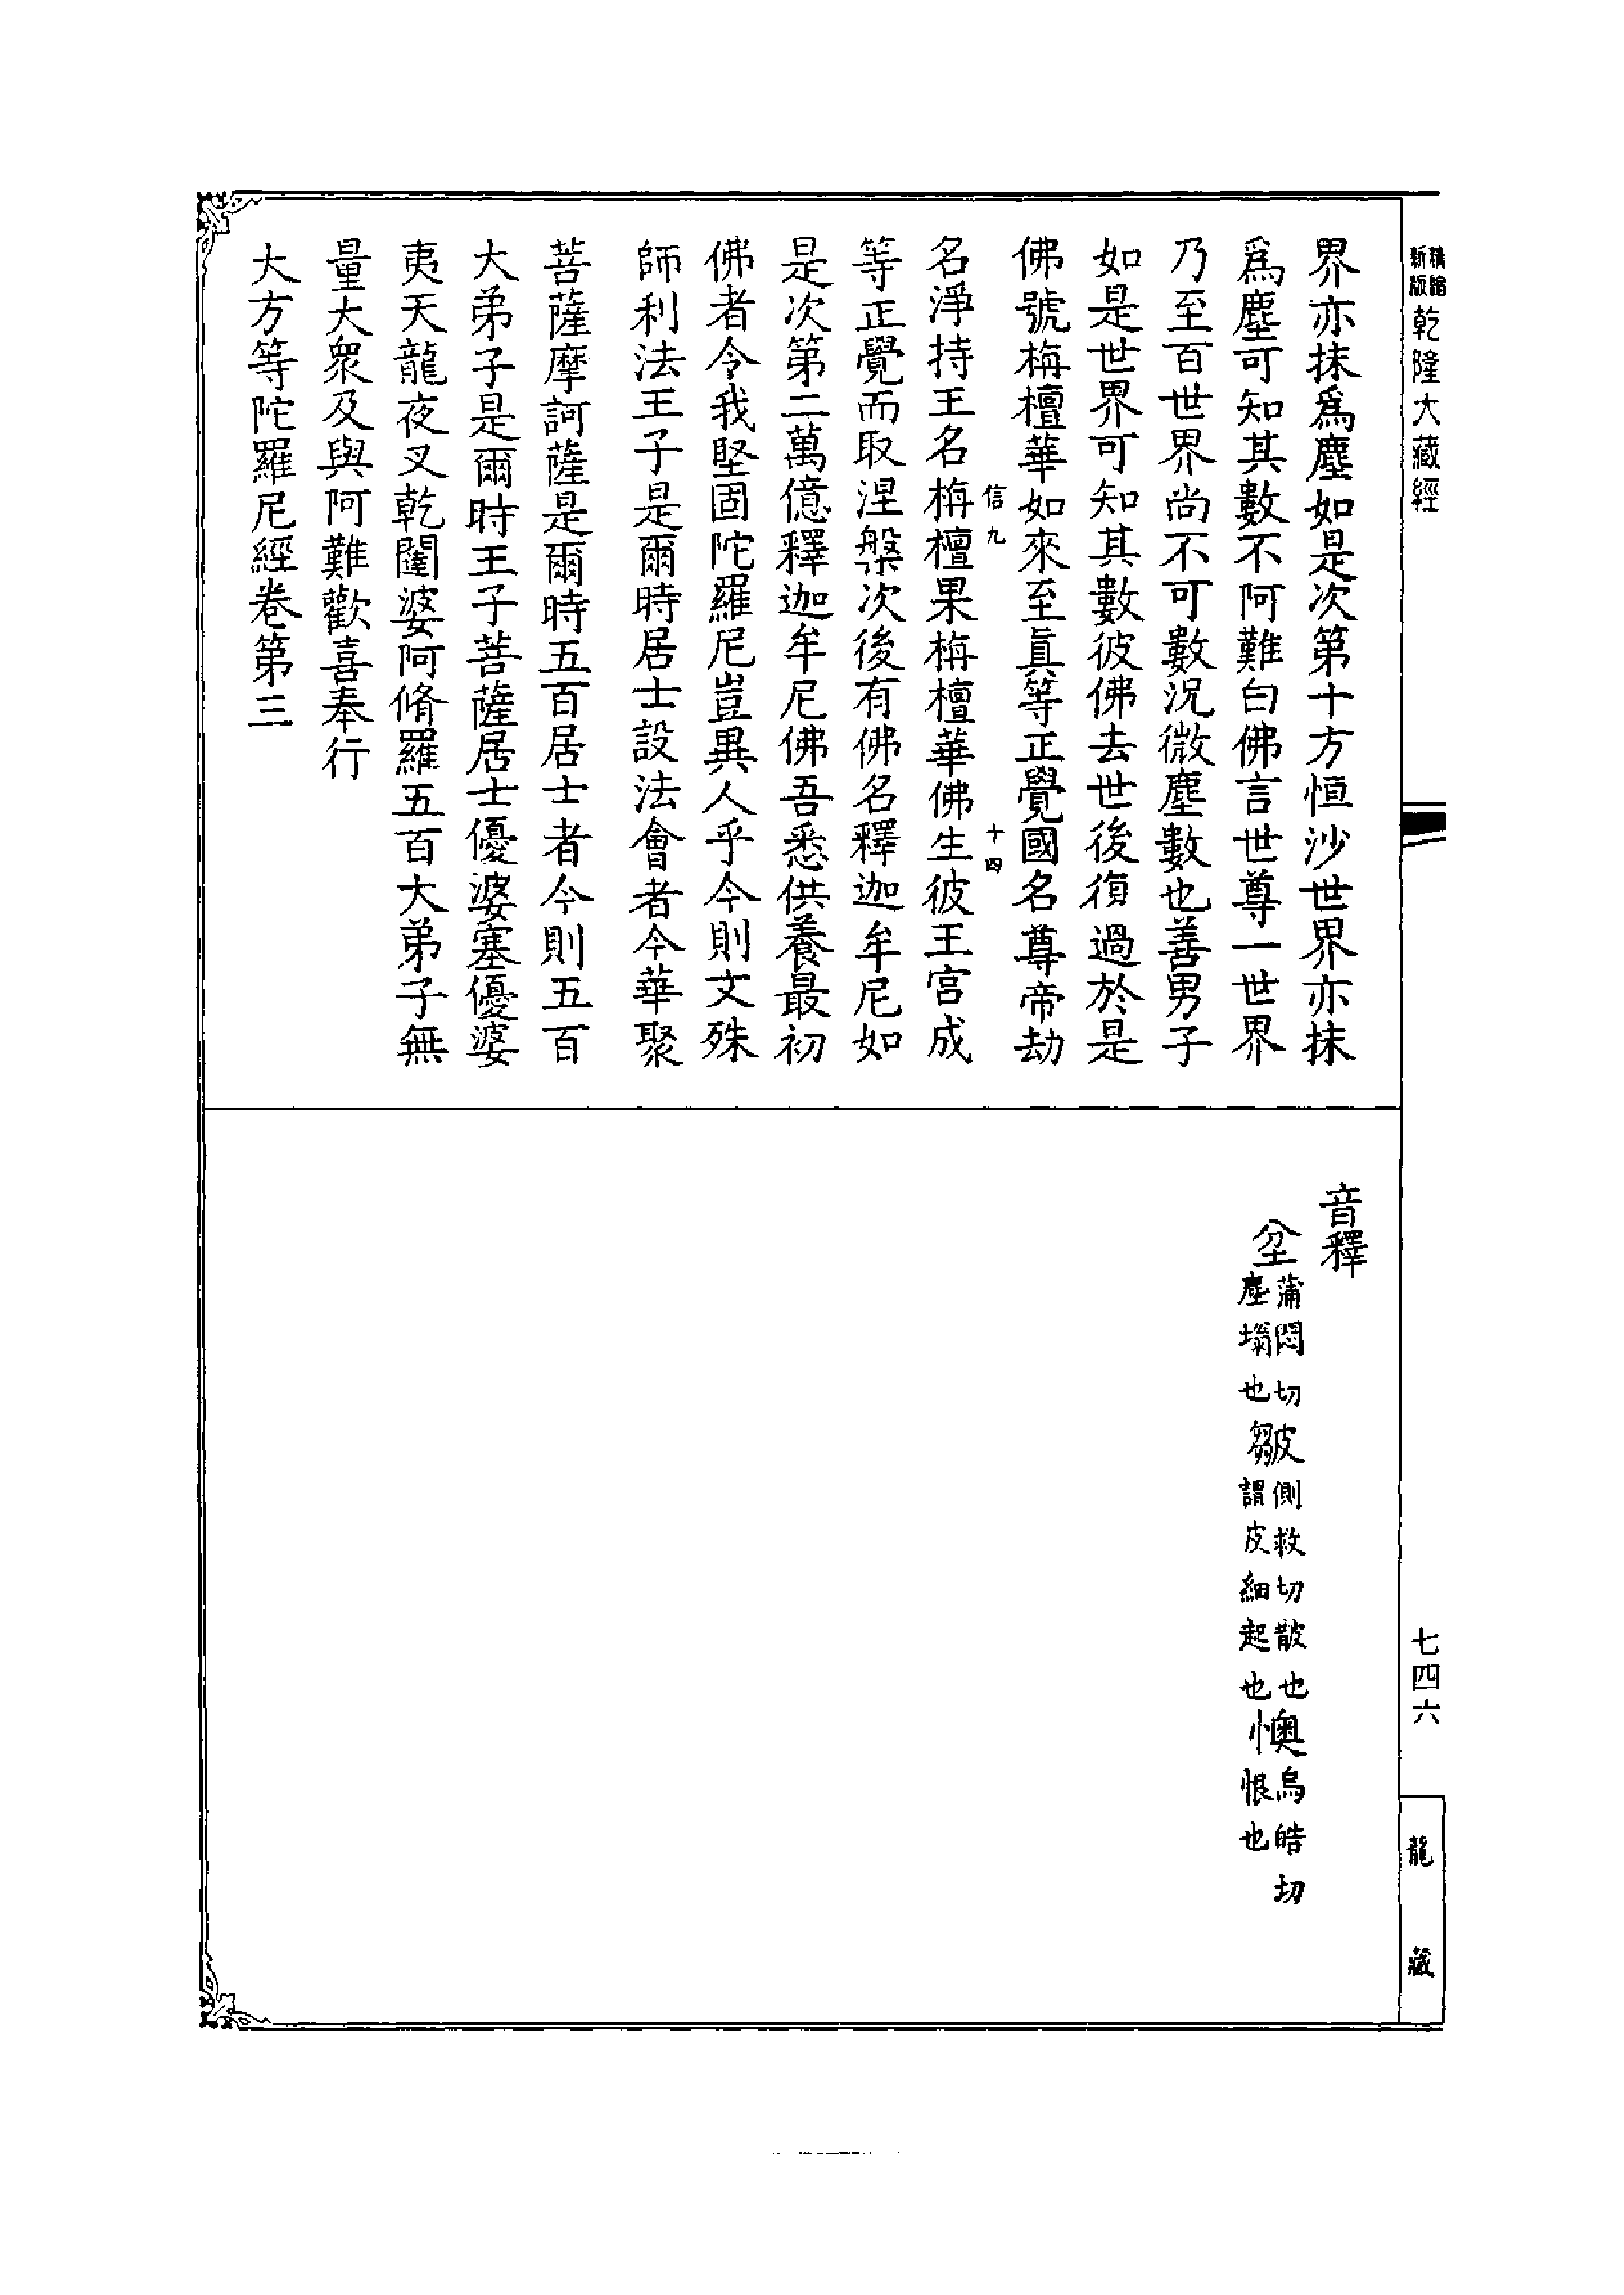 新版精縮乾隆大藏經
七四六
龍藏
界亦抹爲塵如是次第十方恒沙世界亦抹
爲塵可知其數不阿難白佛言世尊一世界
乃至百世界尚不可數況微塵數也善男子
如是世界可知其數彼佛去世後復過於是
佛號栴檀華如來至眞等正覺國名尊帝劫
信九
十四
名淨持王名栴檀果栴檀華佛生彼王宮成
等正覺而取涅槃次後有佛名釋迦牟尼如
是次第二萬億釋迦牟尼佛吾悉供養最初
佛者令我堅固陀羅尼豈異人乎今則文殊
師利法王子是爾時居士設法會者今華聚
菩薩摩訶薩是爾時五百居士者今則五百
大弟子是爾時王子菩薩居士優婆塞優婆
夷天龍夜叉乾闥婆阿脩羅五百大弟子無
量大衆及與阿難歡喜奉行
大方等陀羅尼經卷第三
音釋
坌蒲悶切塵塕也皺側救切皵也謂皮細起也懊烏皓切恨也